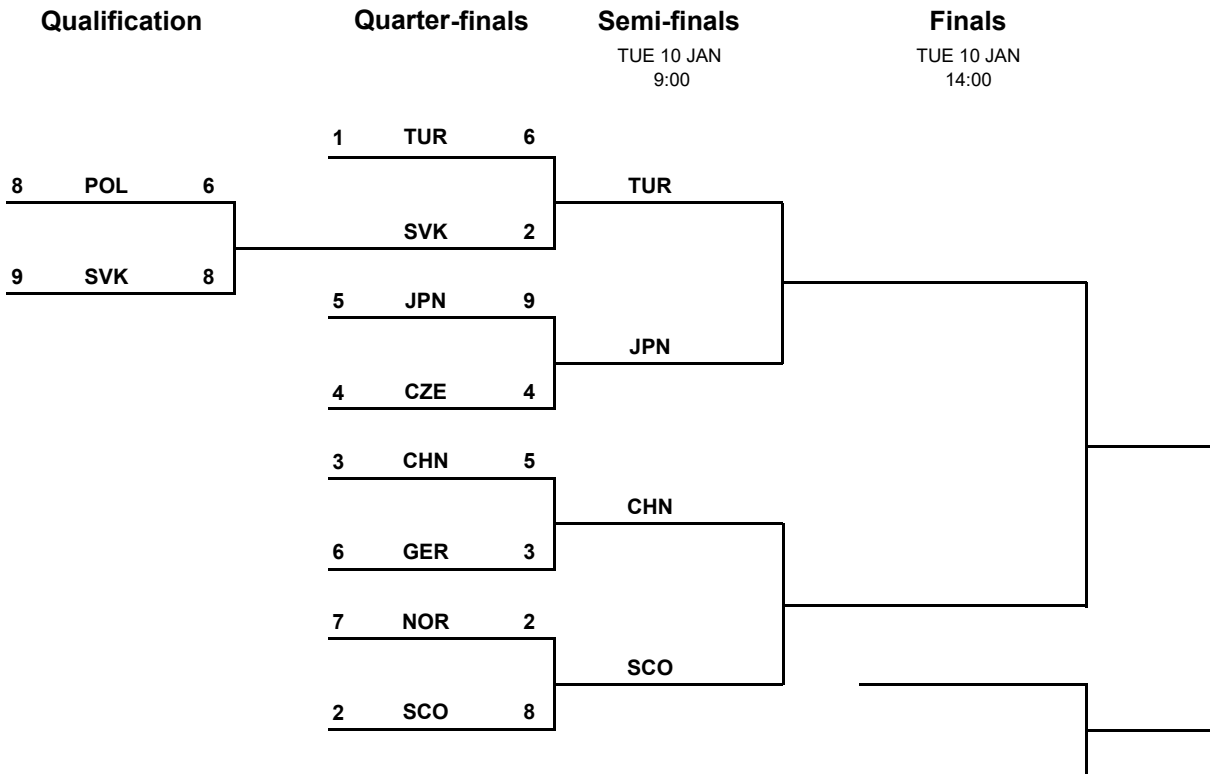 Qualification Quarter-finals Semi-finals Finals
TUE 10 JAN TUE 10 JAN
9:00 14:00
1 TUR 6
8 POL 6 TUR
SVK 2
9 SVK 8
5 JPN 9
JPN
4 CZE 4
3 CHN 5
CHN
6 GER 3
7 NOR 2
SCO
2 SCO 8